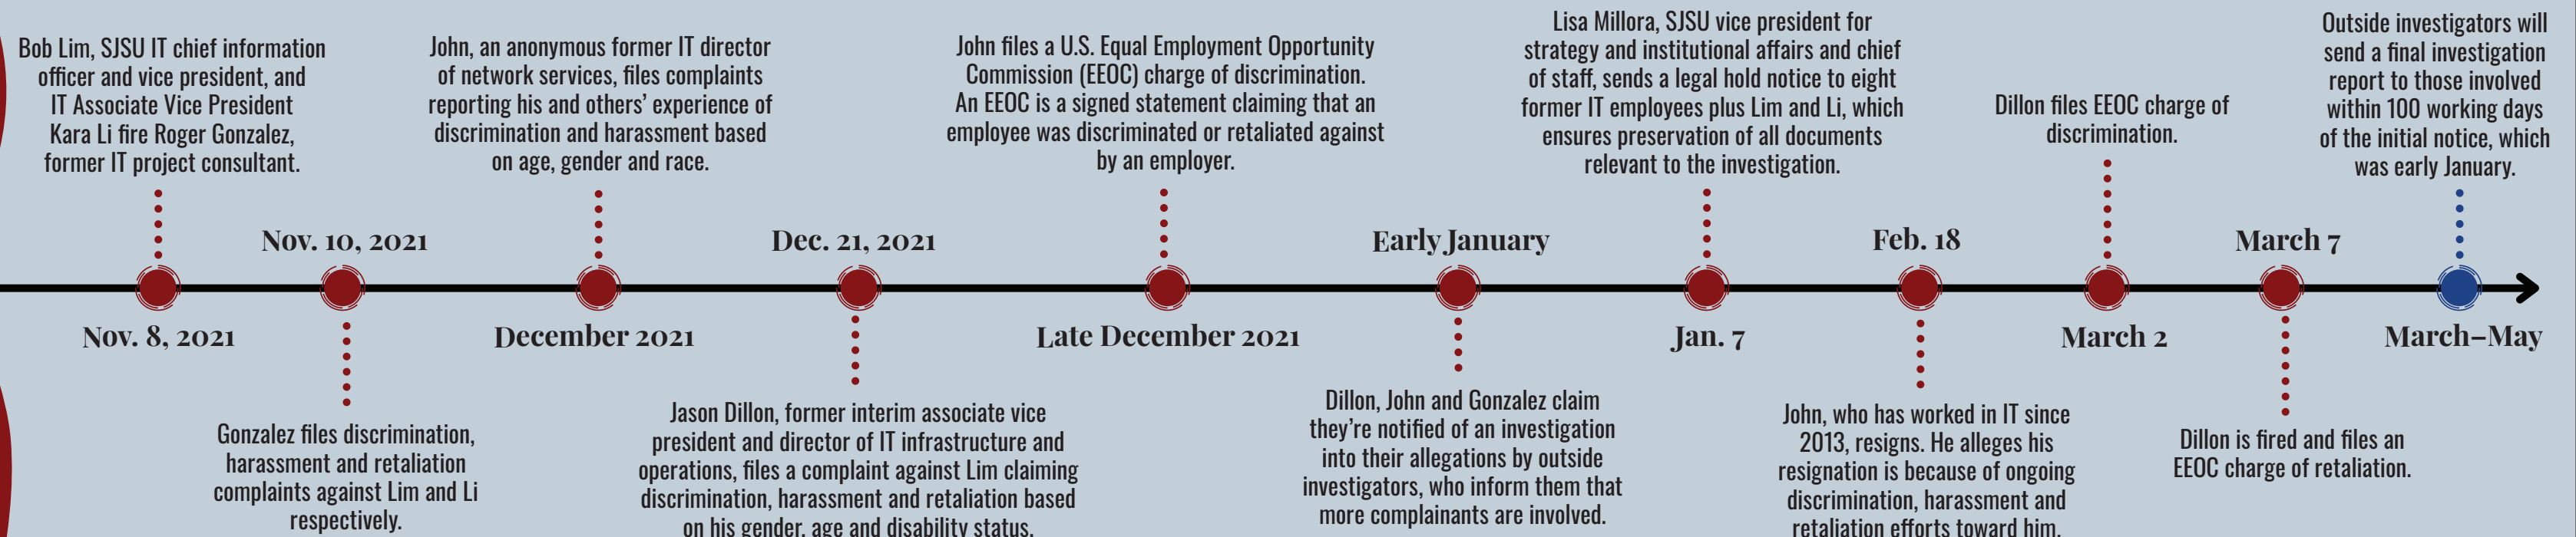 Bob Lim, SJSU IT chief information
officer and vice president, and
IT Associate Vice President
Kara Li fire Roger Gonzalez,
former IT project consultant.
Nov. 8, 2021
Nov. 10, 2021
Gonzalez files discrimination,
harassment and retaliation
complaints against Lim and Li
respectively.
John, an anonymous former IT director
of network services, files complaints
reporting his and others’ experience of
discrimination and harassment based
on age, gender and race.
December 2021
Dec. 21, 2021
Jason Dillon, former interim associate vice
president and director of IT infrastructure and
operations, files a complaint against Lim claiming
discrimination, harassment and retaliation based
on his gender, age and disability status.
John files a U.S. Equal Employment Opportunity
Commission (EEOC) charge of discrimination.
An EEOC is a signed statement claiming that an
employee was discriminated or retaliated against
by an employer.
Late December 2021
Early January
Dillon, John and Gonzalez claim
they’re notified of an investigation
into their allegations by outside
investigators, who inform them that
more complainants are involved.
Lisa Millora, SJSU vice president for
strategy and institutional affairs and chief
of staff, sends a legal hold notice to eight
former IT employees plus Lim and Li, which
ensures preservation of all documents
relevant to the investigation.
Jan. 7
Feb. 18
John, who has worked in IT since
2013, resigns. He alleges his
resignation is because of ongoing
discrimination, harassment and
retaliation efforts toward him.
Dillon files EEOC charge of
discrimination.
March 2
March 7
Dillon is fired and files an
EEOC charge of retaliation.
Outside investigators will
send a final investigation
report to those involved
within 100 working days
of the initial notice, which
was early January.
March–May